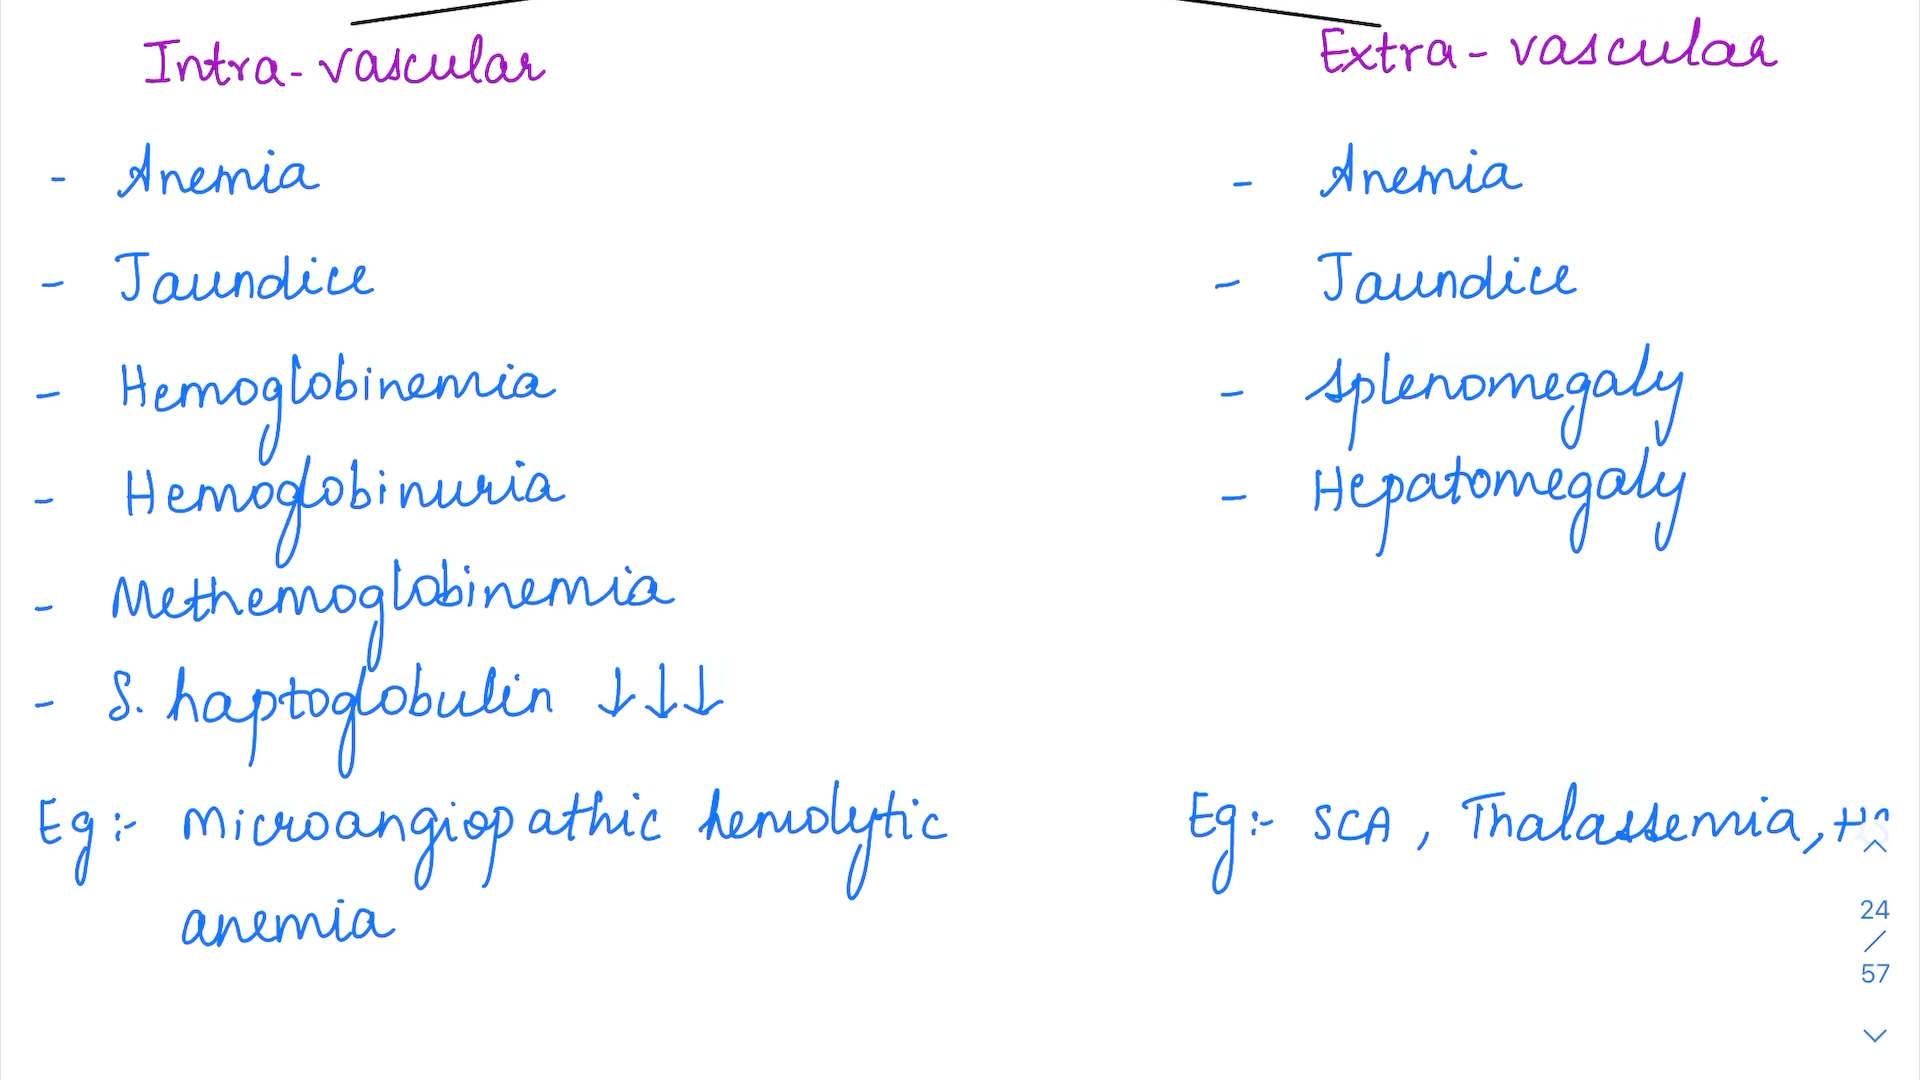 Intra-vascular
- Anemia
- Jaundice
- Hemoglobinemia
- Hemoglobinuria
- Methemoglobinemia
- S. haptoglobulin ↓↓↓
Eg:- Microangiopathic hemolytic
anemia
Extra-vascular
- Anemia
- Jaundice
- Splenomegaly
- Hepatomegaly
Eg:- SCA, Thalassemia,
24
/
57